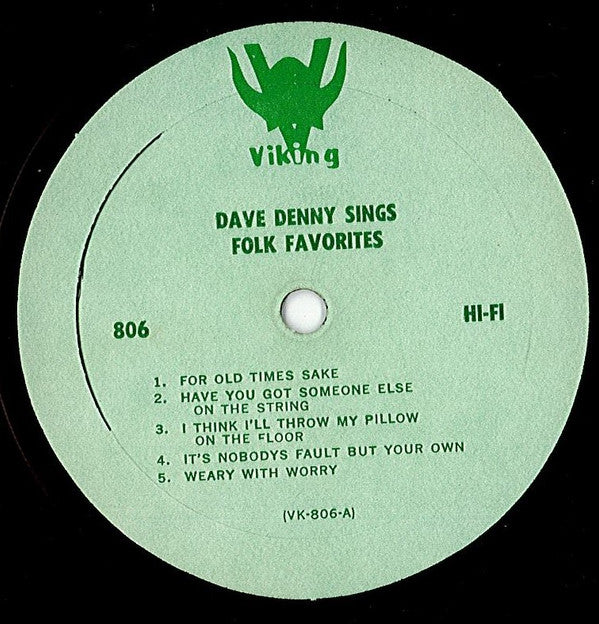 Viking
DAVE DENNY SINGS
FOLK FAVORITES
806
HI-FI
1. FOR OLD TIMES SAKE
2. HAVE YOU GOT SOMEONE ELSE
ON THE STRING
3. I THINK I'LL THROW MY PILLOW
ON THE FLOOR
4. IT'S NOBODYS FAULT BUT YOUR OWN
5. WEARY WITH WORRY
(VK-806-A)